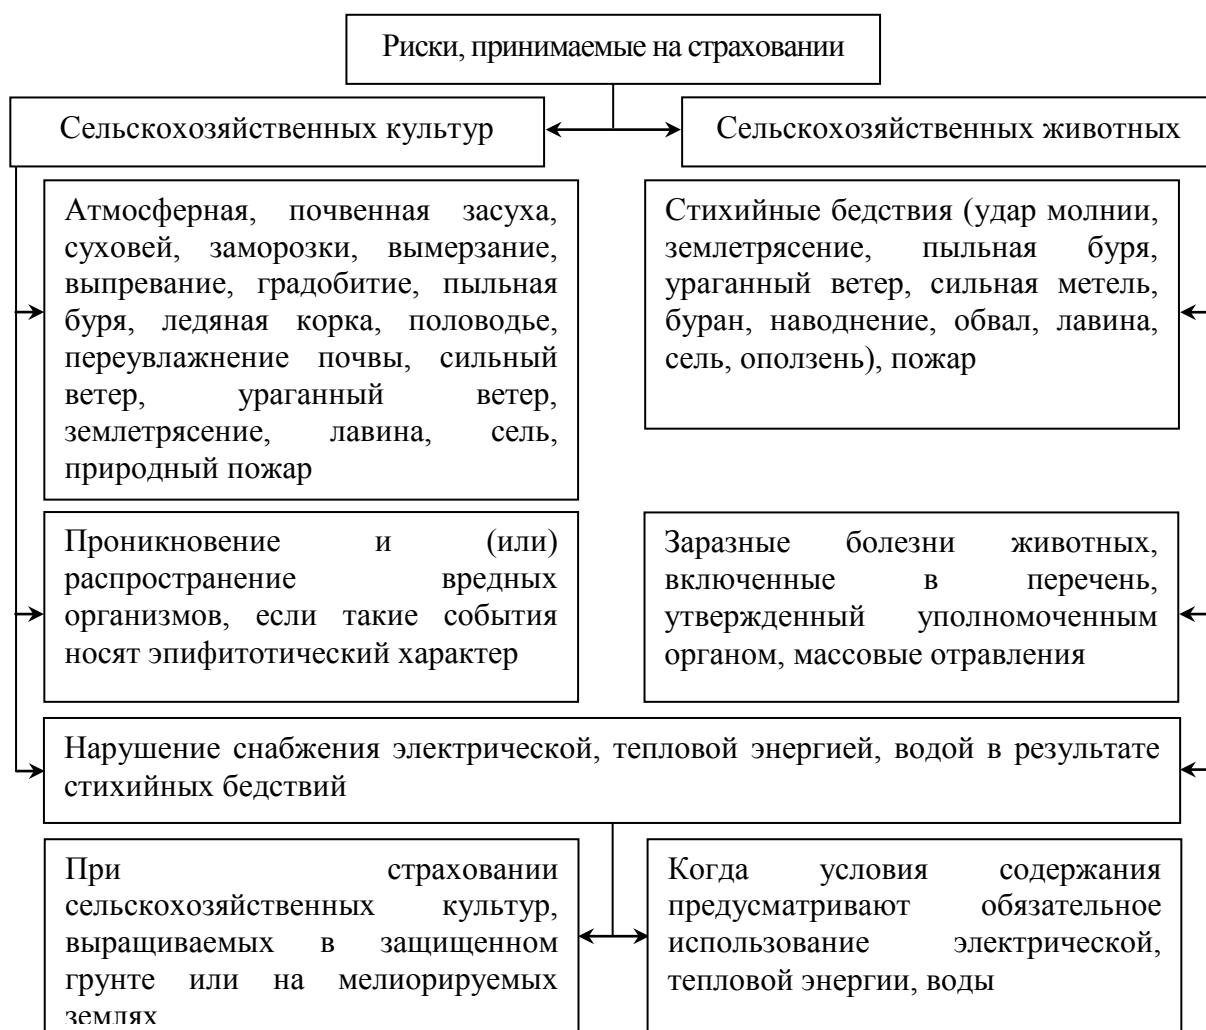 Риски, принимаемые на страховании
Сельскохозяйственных культур
Сельскохозяйственных животных
Атмосферная, почвенная засуха,
суховей, заморозки, вымерзание,
выпревание, градобитие, пыльная
буря, ледяная корка, половодье,
переувлажнение почвы, сильный
ветер, ураганный ветер,
землетрясение, лавина, сель,
природный пожар
Стихийные бедствия (удар молнии,
землетрясение, пыльная буря,
ураганный ветер, сильная метель,
буран, наводнение, обвал, лавина,
сель, оползень), пожар
Проникновение и (или)
распространение вредных
организмов, если такие события
носят эпифитотический характер
Заразные болезни животных,
включенные в перечень,
утвержденный уполномоченным
органом, массовые отравления
Нарушение снабжения электрической, тепловой энергией, водой в результате
стихийных бедствий
При страховании
сельскохозяйственных культур,
выращиваемых в защищенном
грунте или на мелиорируемых
землях
Когда условия содержания
предусматривают обязательное
использование электрической,
тепловой энергии, воды